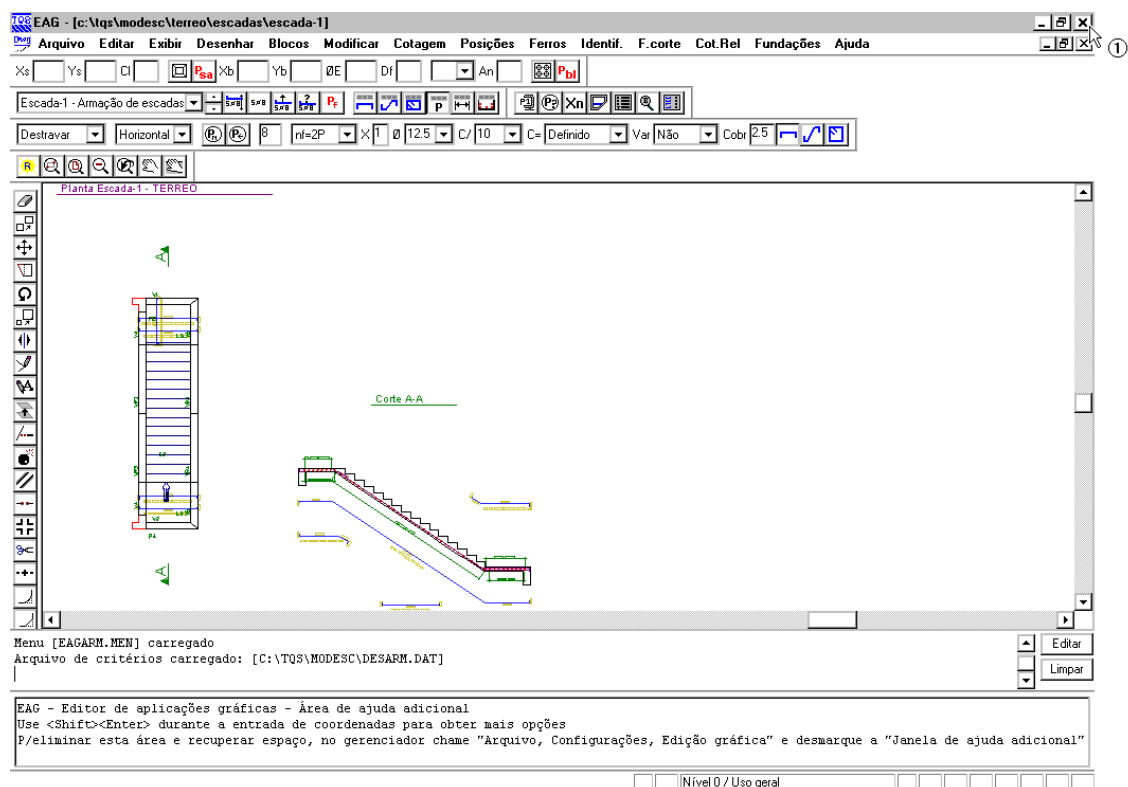 TQS EAG - [c:\tqs\modesc\terreo\escadas\escada-1]
Arquivo Editar Exibir Desenhar Blocos Modificar Cotagem Posições Ferros Identif. F.corte Cot.Rel Fundações Ajuda
①
Xs Ys Cl Psa Xb Yb ØE Df An Pbl
Escada-1 - Armação de escadas PF P Xn
Destravar Horizontal 8 nf=2P X 1 Ø 12.5 C/ 10 C= Definido Var Não Cobr 2.5
R
Planta Escada-1 - TERREO
A
V1
Corte A-A
V2
P4
A
Menu [EAGARM.MEN] carregado
Editar
Arquivo de critérios carregado: [C:\TQS\MODESC\DESARM.DAT]
Limpar
EAG - Editor de aplicações gráficas - Área de ajuda adicional
Use <Shift><Enter> durante a entrada de coordenadas para obter mais opções
P/eliminar esta área e recuperar espaço, no gerenciador chame "Arquivo, Configurações, Edição gráfica" e desmarque a "Janela de ajuda adicional"
Nível 0 / Uso geral